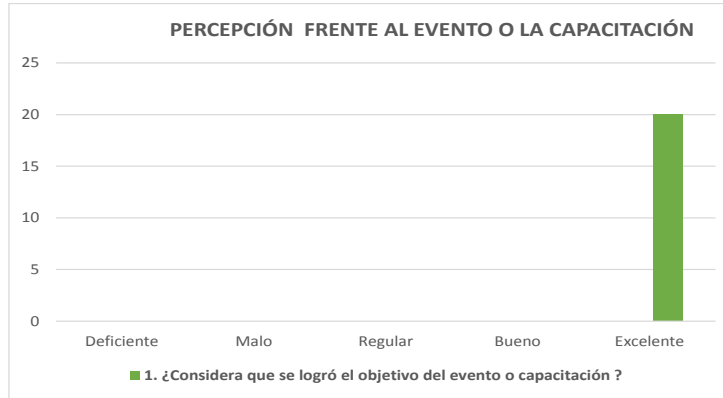 PERCEPCIÓN FRENTE AL EVENTO O LA CAPACITACIÓN
25
20
15
10
5
0
Deficiente Malo Regular Bueno Excelente
1. ¿Considera que se logró el objetivo del evento o capacitación ?